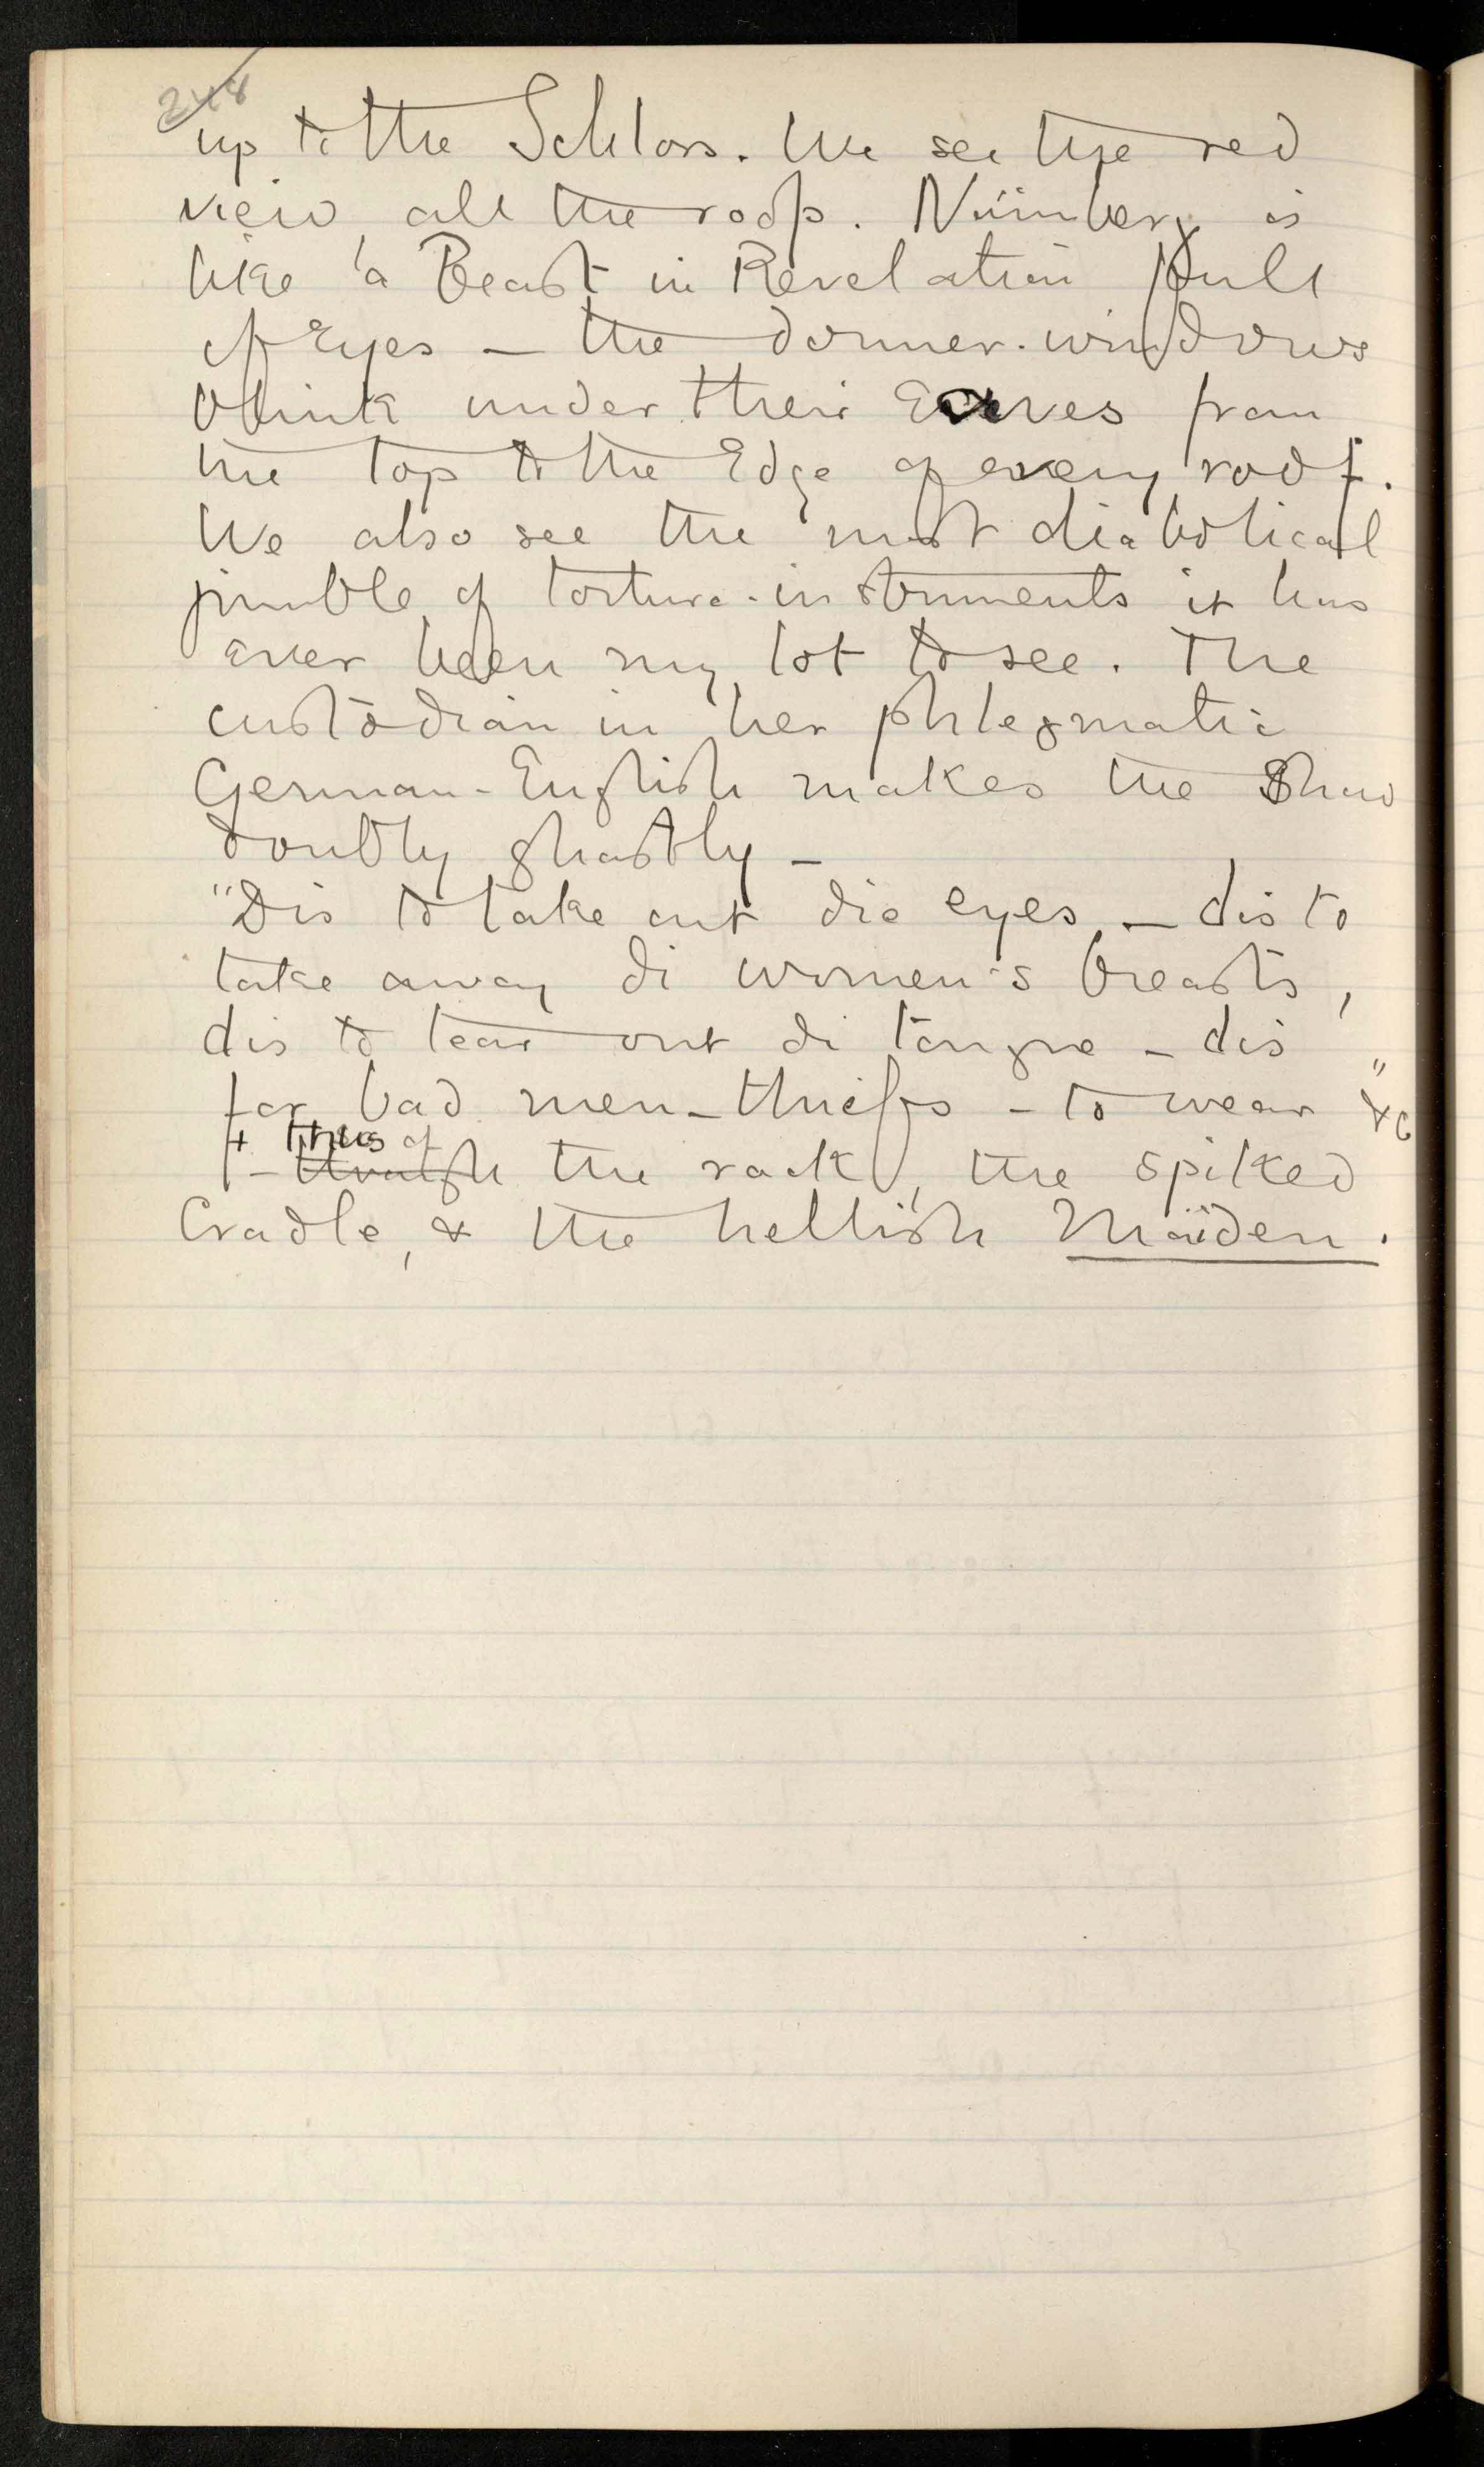 248
up to the Schloss. We see the red
view, all the roofs. Nürnberg is
like a Beast in Revelation full
of Eyes — the dormer-windows
blink under their Eaves from
the top to the Edge of every roof.
We also see the most diabolical
jumble of torture-instruments it has
ever been my lot to see. The
custodian in her phlegmatic
German-English makes the Show
doubly ghastly —
"Dis to take out die eyes, — dis to
take away di women's breasts,
dis to tear out di tongue — dis
for bad men — thiefs — to wear" &c
+ thus of
— though the rack, the spiked
Cradle, & the hellish Maiden.